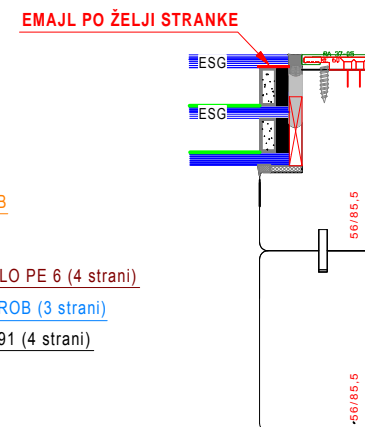 EMAJL PO ŽELJI STRANKE
ESG
ESG
B
LO PE 6 (4 strani)
ROB (3 strani)
91 (4 strani)
56/85,5
56/85,5